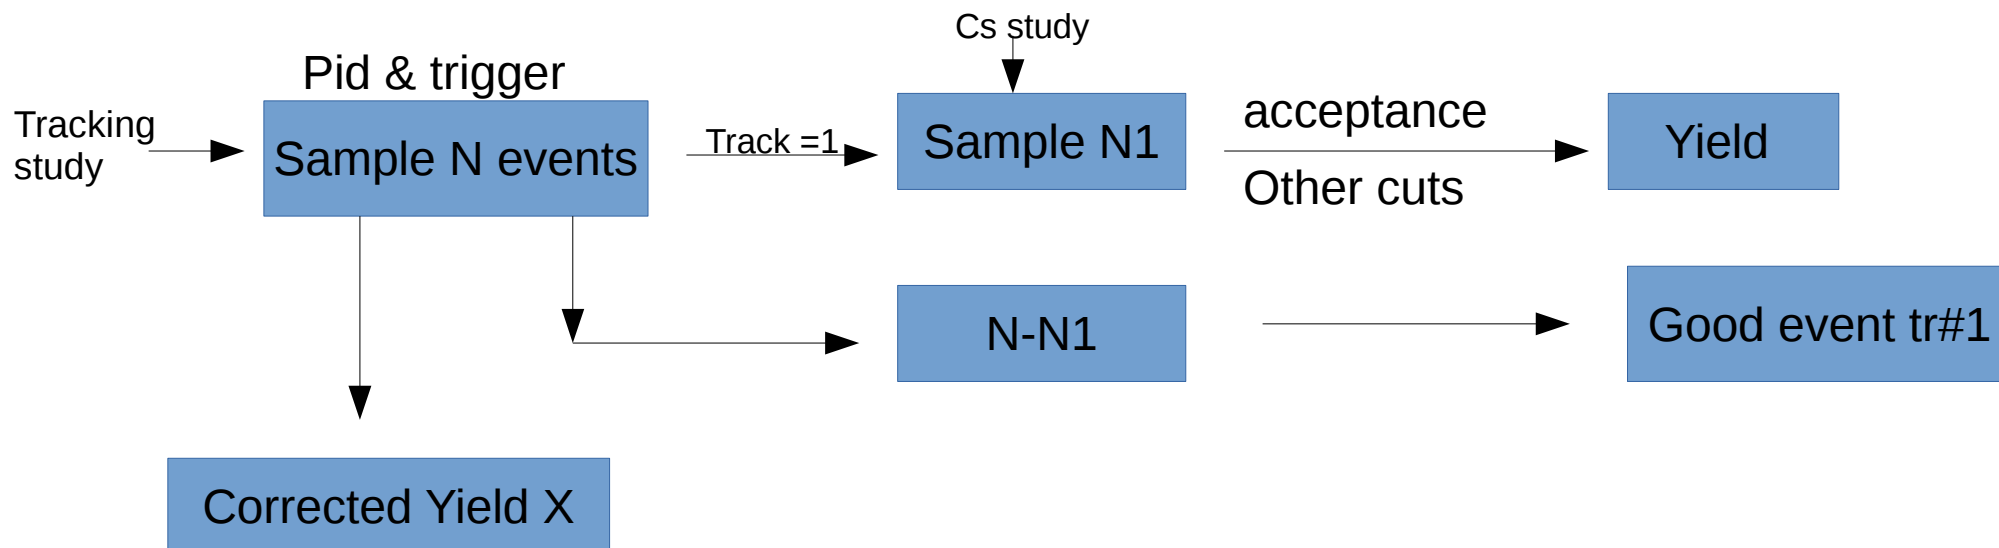 Cs study
Pid & trigger
Tracking
study
Sample N events
Track =1
Sample N1
acceptance
Other cuts
Yield
N-N1
Good event tr#1
Corrected Yield X